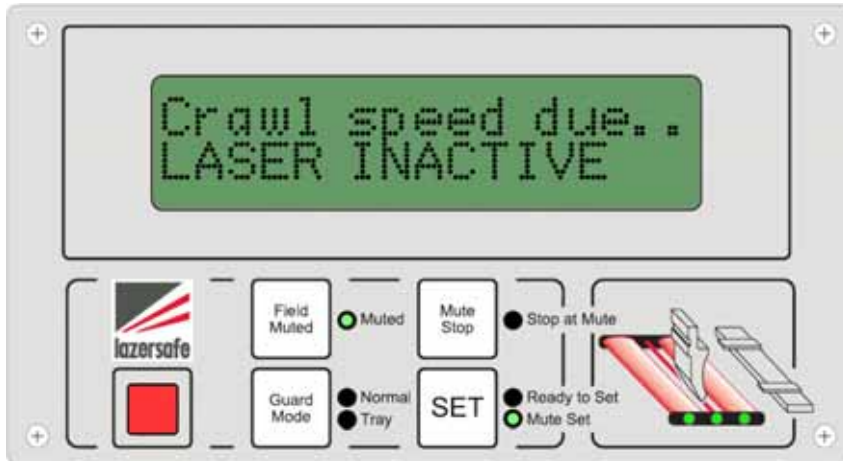 Crawl speed due..
LASER INACTIVE
lazersafe
Field
Muted
Muted
Mute
Stop
Stop at Mute
Guard
Mode
Normal
Tray
SET
Ready to Set
Mute Set